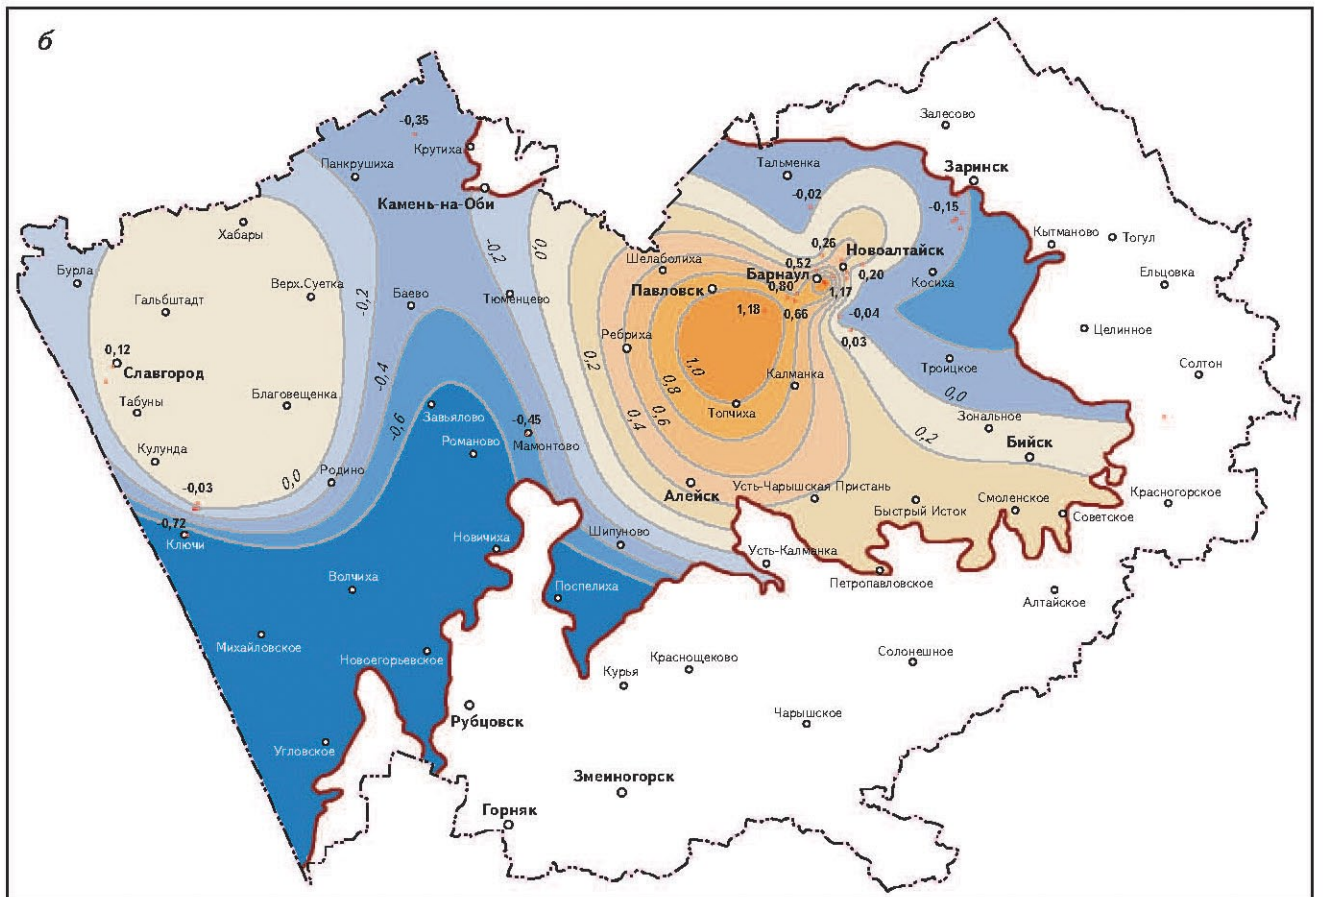 б
Залесово
-0,35
Крутиха
Тальменка
Панкрушиха
Заринск
Камень-на-Оби
-0,02
-0,15
Хабары
-0,2
0,0
0,26
Новоалтайск
Кытманово
Тогул
Бурла
Шелаболиха
0,52
Барнаул
0,20
Косиха
Ельцовка
Гальбштадт
Верх.Суетка
-0,2
Баево
Тюменцево
Павловск
0,80
1,17
1,18
0,66
-0,04
Целинное
Ребриха
0,03
0,12
Славгород
-0,4
0,2
1,0
0,8
0,6
0,4
Калманка
Троицкое
Солтон
Табуны
Благовещенка
-0,6
Завьялово
-0,45
Топчиха
0,0
Зональное
Романово
Мамонтово
0,2
Бийск
Кулунда
0,0
Родино
-0,03
Алейск
Усть-Чарышская Пристань
Быстрый Исток
Смоленское
Советское
Красногорское
-0,72
Ключи
Новичиха
Шипуново
Усть-Калманка
Петропавловское
Волчиха
Поспелиха
Алтайское
Михайловское
Новоегорьевское
Краснощеково
Солонешное
Курья
Рубцовск
Чарышское
Угловское
Змеиногорск
Горняк